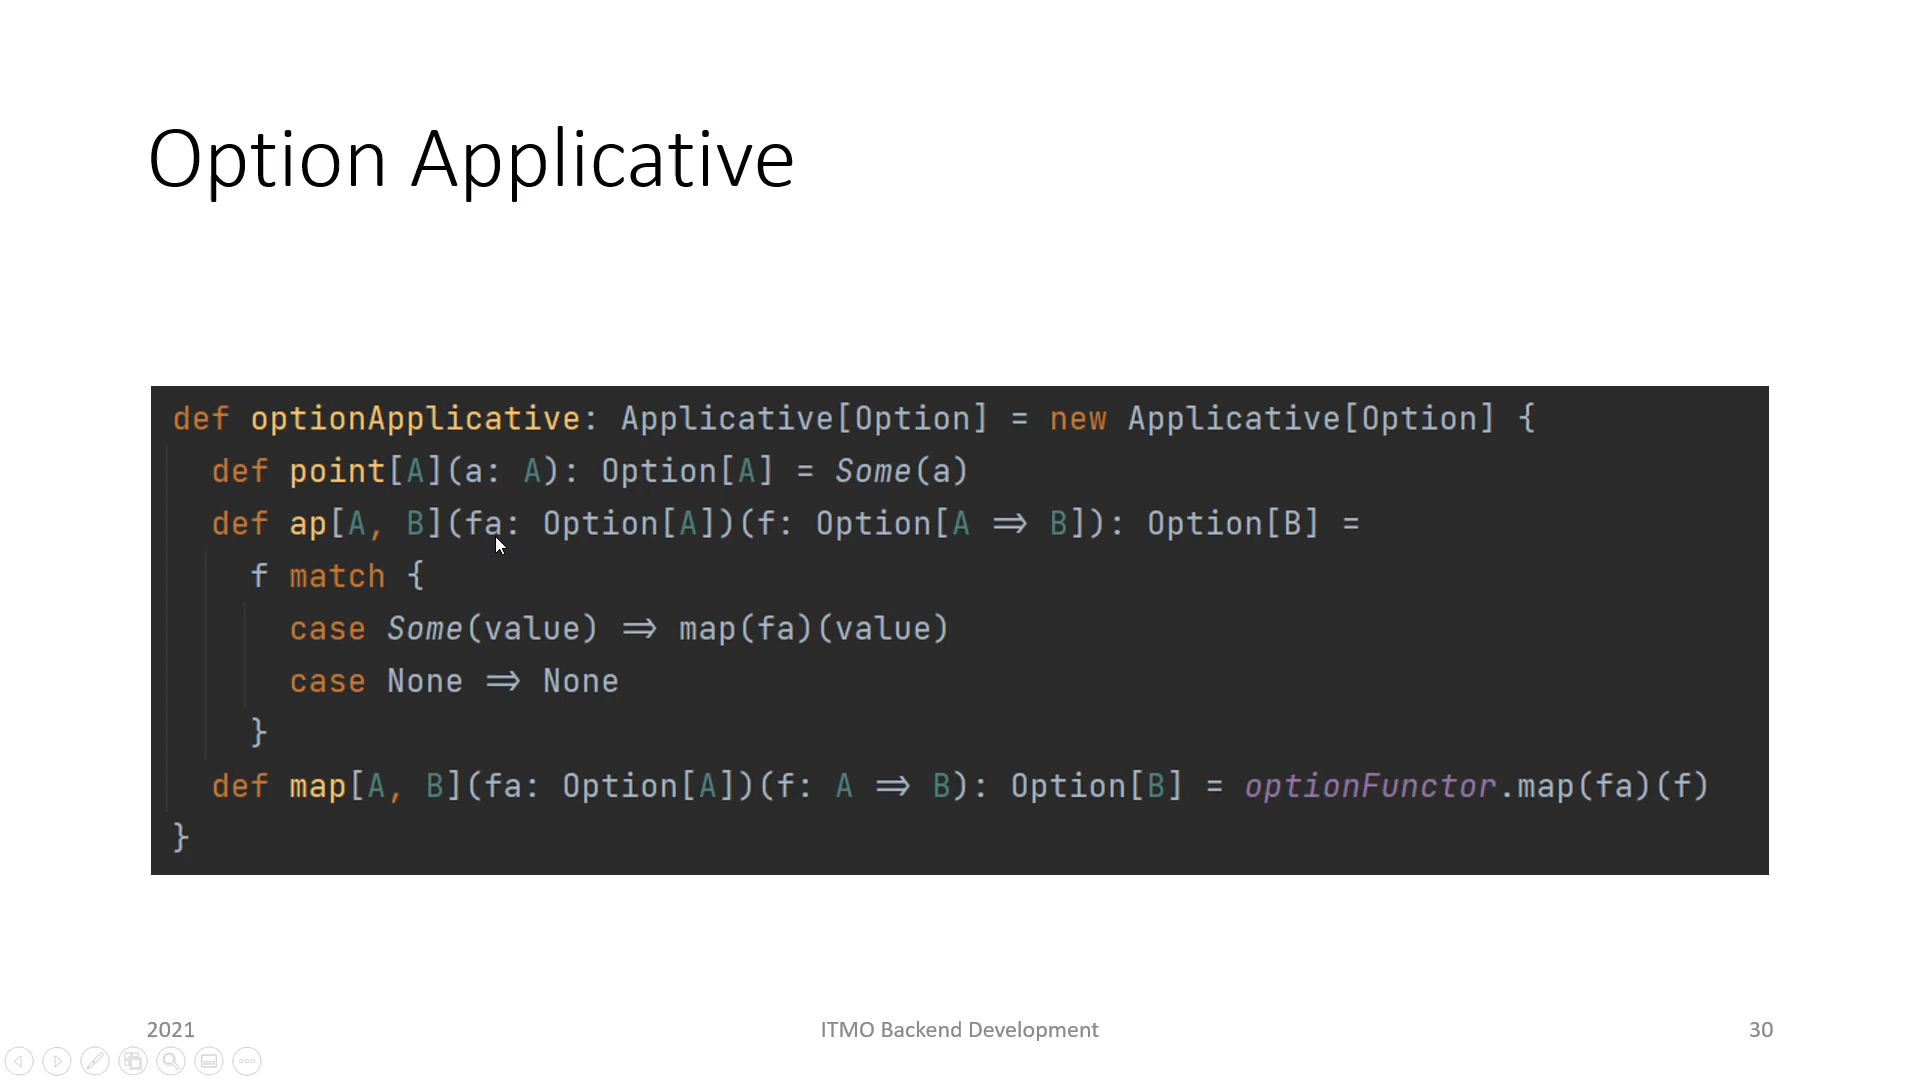 Option Applicative
def optionApplicative: Applicative[Option] = new Applicative[Option] {
def point[A](a: A): Option[A] = Some(a)
def ap[A, B](fa: Option[A])(f: Option[A ⇒ B]): Option[B] =
f match {
case Some(value) ⇒ map(fa)(value)
case None ⇒ None
}
def map[A, B](fa: Option[A])(f: A ⇒ B): Option[B] = optionFunctor.map(fa)(f)
}
2021
ITMO Backend Development
30